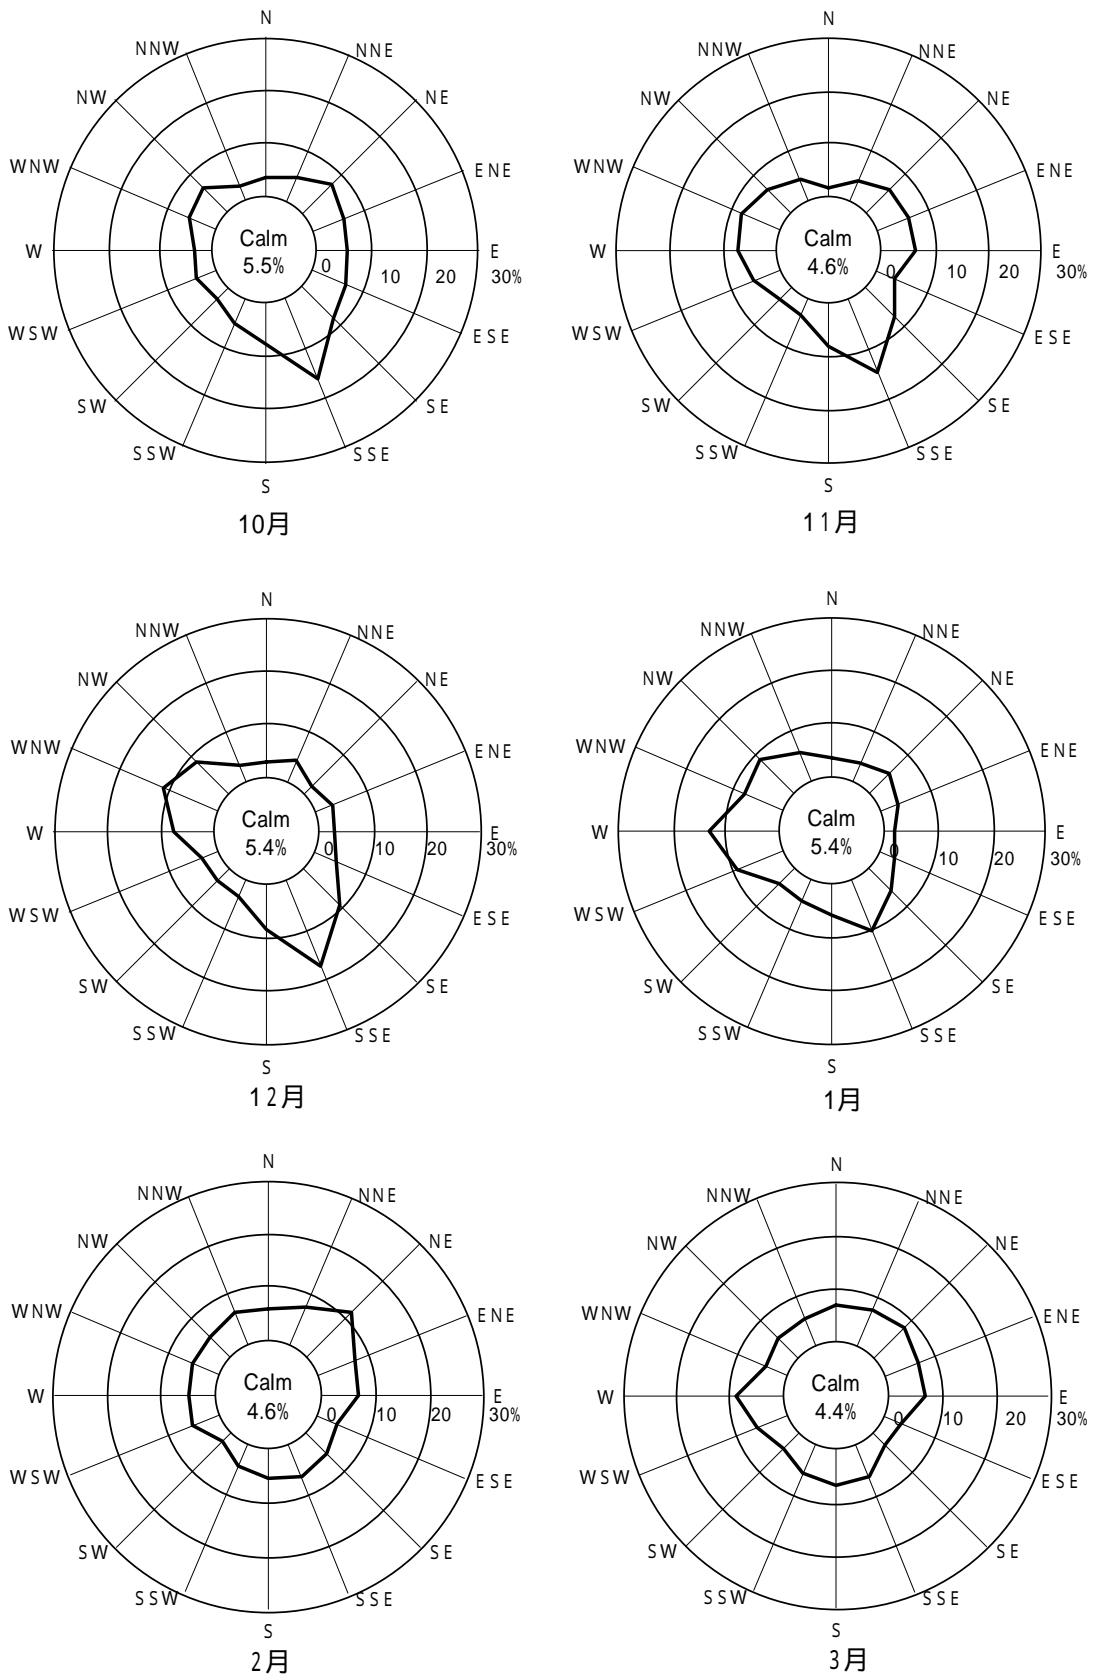 N
NNW NNE
NW NE
WNW ENE
W Calm E
5.5% 0 10 20 30%
WSW ESE
SW SE
SSW SSE
S
10月
N
NNW NNE
NW NE
WNW ENE
W Calm E
4.6% 0 10 20 30%
WSW ESE
SW SE
SSW SSE
S
11月
N
NNW NNE
NW NE
WNW ENE
W Calm E
5.4% 0 10 20 30%
WSW ESE
SW SE
SSW SSE
S
12月
N
NNW NNE
NW NE
WNW ENE
W Calm E
5.4% 0 10 20 30%
WSW ESE
SW SE
SSW SSE
S
1月
N
NNW NNE
NW NE
WNW ENE
W Calm E
4.6% 0 10 20 30%
WSW ESE
SW SE
SSW SSE
S
2月
N
NNW NNE
NW NE
WNW ENE
W Calm E
4.4% 0 10 20 30%
WSW ESE
SW SE
SSW SSE
S
3月